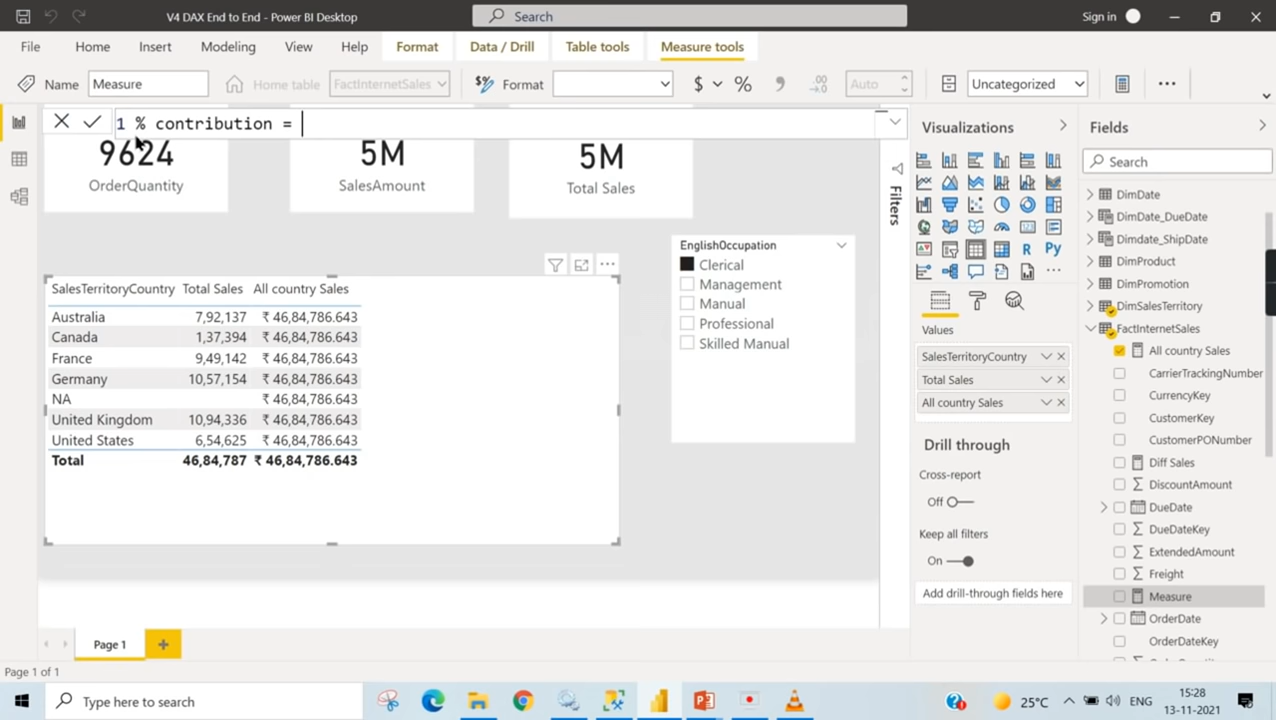 V4 DAX End to End - Power BI Desktop
Search
Sign in
File Home Insert Modeling View Help Format Data / Drill Table tools Measure tools
Name Measure Home table FactInternetSales Format $ % Auto Uncategorized
1 % contribution =
9624
OrderQuantity
5M
SalesAmount
5M
Total Sales
Filters
EnglishOccupation
Clerical
Management
Manual
Professional
Skilled Manual
SalesTerritoryCountry Total Sales All country Sales
Australia 7,92,137 ₹ 46,84,786.643
Canada 1,37,394 ₹ 46,84,786.643
France 9,49,142 ₹ 46,84,786.643
Germany 10,57,154 ₹ 46,84,786.643
NA ₹ 46,84,786.643
United Kingdom 10,94,336 ₹ 46,84,786.643
United States 6,54,625 ₹ 46,84,786.643
Total 46,84,787 ₹ 46,84,786.643
Visualizations
R Py
Values
SalesTerritoryCountry
Total Sales
All country Sales
Drill through
Cross-report
Off
Keep all filters
On
Add drill-through fields here
Fields
Search
DimDate
DimDate_DueDate
Dimdate_ShipDate
DimProduct
DimPromotion
DimSalesTerritory
FactInternetSales
All country Sales
CarrierTrackingNumber
CurrencyKey
CustomerKey
CustomerPONumber
Diff Sales
DiscountAmount
DueDate
DueDateKey
ExtendedAmount
Freight
Measure
OrderDate
OrderDateKey
Page 1
Page 1 of 1
Type here to search
25°C
ENG
15:28
13-11-2021